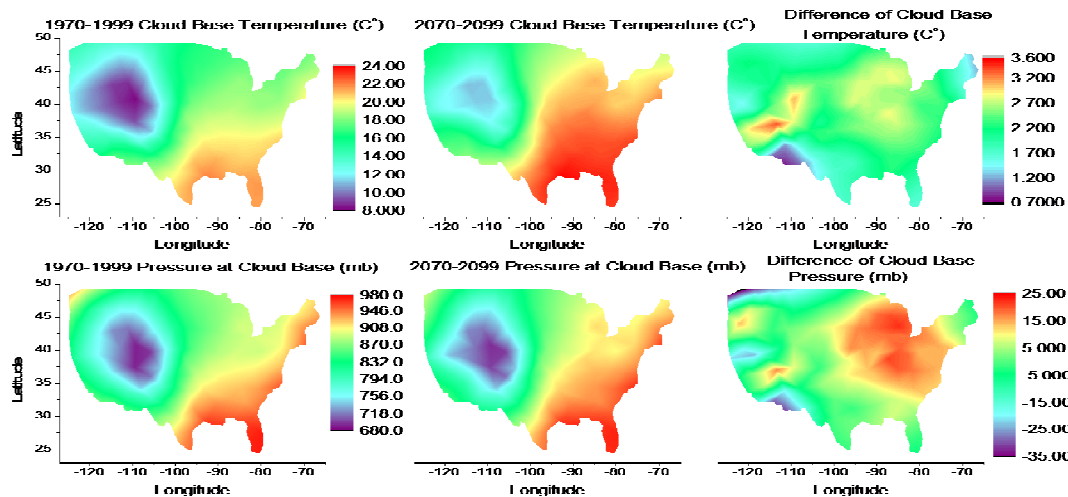 1970-1999 Cloud Base Temperature (C°)
2070-2099 Cloud Base Temperature (C°)
Difference of Cloud Base
Temperature (C°)
50
45
40
35
30
25
Latitude
24.00
22.00
20.00
18.00
16.00
14.00
12.00
10.00
8.000
3.600
3.200
2.700
2 200
1 700
1.200
0.7000
-120 -110 -100 -90 -80 -70
Longitude
-120 -110 -100 -90 -80 -70
Longitude
-120 -110 -100 -90 -80 -70
Longitude
1970-1999 Pressure at Cloud Base (mb)
2070-2099 Pressure at Cloud Base (mb)
Difference of Cloud Base
Pressure (mb)
50
45
40
35
30
25
Latitude
980.0
946.0
908.0
870.0
832.0
794.0
756.0
718.0
680.0
25.00
15.00
5 000
5 000
-15.00
-25.00
-35.00
-120 -110 -100 -90 -80 -70
Longitude
-120 -110 -100 -90 -80 -70
Longitude
-120 -110 -100 -90 -80 -70
Longitude